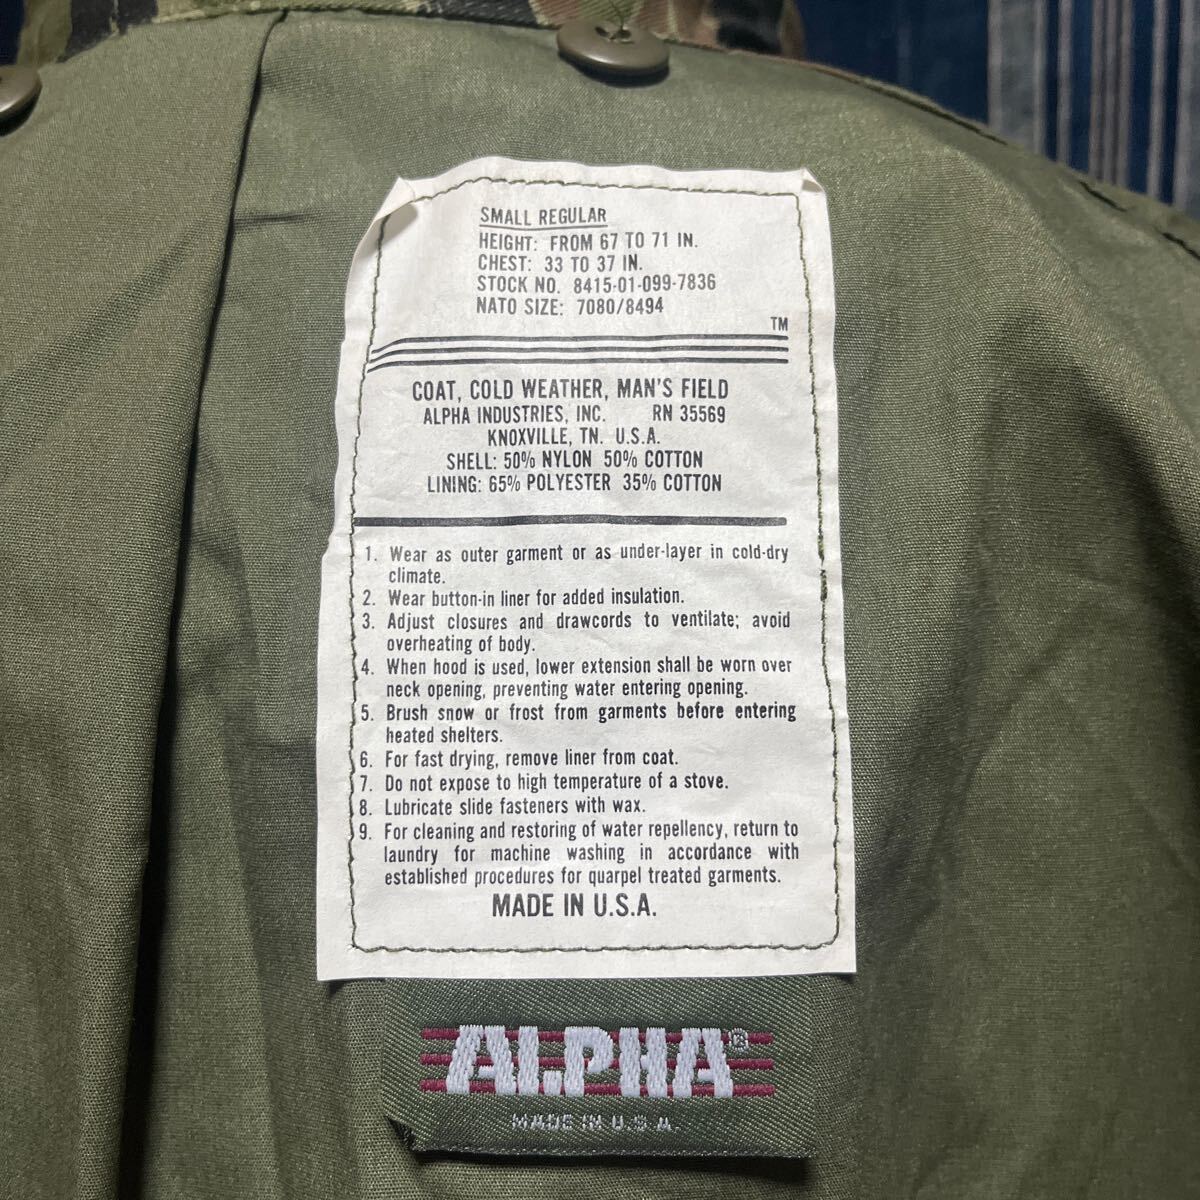 SMALL REGULAR
HEIGHT: FROM 67 TO 71 IN.
CHEST: 33 TO 37 IN.
STOCK NO. 8415-01-099-7836
NATO SIZE: 7080/8494
TM
COAT, COLD WEATHER, MAN'S FIELD
ALPHA INDUSTRIES, INC. RN 35569
KNOXVILLE, TN. U.S.A.
SHELL: 50% NYLON 50% COTTON
LINING: 65% POLYESTER 35% COTTON
1. Wear as outer garment or as under-layer in cold-dry
climate.
2. Wear button-in liner for added insulation.
3. Adjust closures and drawcords to ventilate; avoid
overheating of body.
4. When hood is used, lower extension shall be worn over
neck opening, preventing water entering opening.
5. Brush snow or frost from garments before entering
heated shelters.
6. For fast drying, remove liner from coat.
7. Do not expose to high temperature of a stove.
8. Lubricate slide fasteners with wax.
9. For cleaning and restoring of water repellency, return to
laundry for machine washing in accordance with
established procedures for quarpel treated garments.
MADE IN U.S.A.
ALPHA®
MADE IN U.S.A.